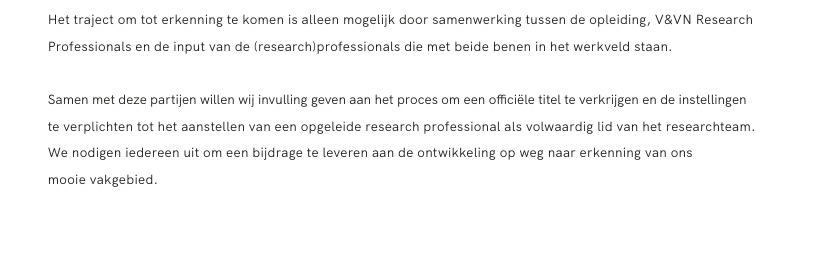 Het traject om tot erkenning te komen is alleen mogelijk door samenwerking tussen de opleiding, V&VN Research
Professionals en de input van de (research)professionals die met beide benen in het werkveld staan.
Samen met deze partijen willen wij invulling geven aan het proces om een officiële titel te verkrijgen en de instellingen
te verplichten tot het aanstellen van een opgeleide research professional als volwaardig lid van het researchteam.
We nodigen iedereen uit om een bijdrage te leveren aan de ontwikkeling op weg naar erkenning van ons
mooie vakgebied.